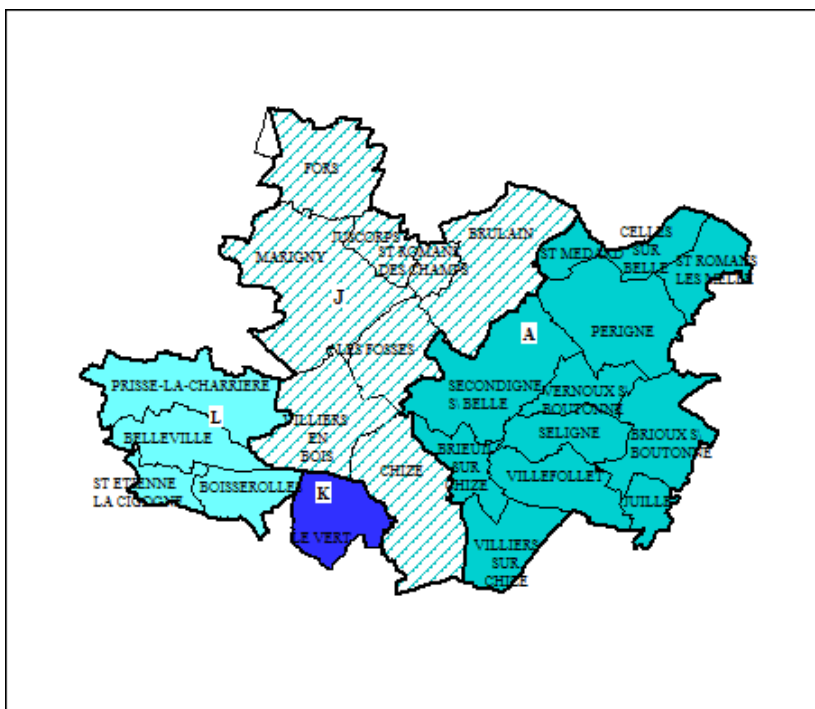 FORS
JUSCORPS
BRULAIN
CELLES
SUR
BELLE
MARIGNY
ST ROMANS
DES CHAMPS
ST MEDARD
ST ROMANS
LES MELLE
J
A
PERIGNE
LES FOSSES
PRISSE-LA-CHARRIERE
SECONDIGNE
S\ BELLE
VERNOUX S\
BOUTONNE
L
VILLIERS
EN
BOIS
BELLEVILLE
SELIGNE
BRIOUX S\
BOUTONNE
BRIEUIL
SUR
CHIZE
CHIZE
VILLEFOLLET
ST ETIENNE
LA CIGOGNE
BOISSEROLLES
K
JUILLE
LE VERT
VILLIERS
SUR
CHIZE